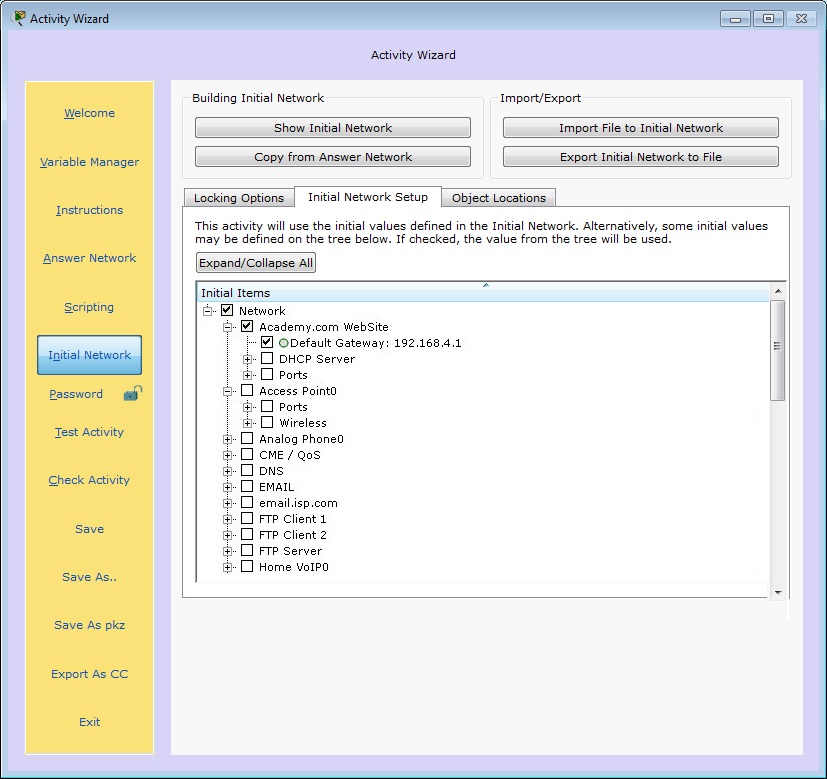 Activity Wizard
Activity Wizard
Welcome
Variable Manager
Instructions
Answer Network
Scripting
Initial Network
Password
Test Activity
Check Activity
Save
Save As..
Save As pkz
Export As CC
Exit
Building Initial Network
Show Initial Network
Copy from Answer Network
Import/Export
Import File to Initial Network
Export Initial Network to File
Locking Options
Initial Network Setup
Object Locations
This activity will use the initial values defined in the Initial Network. Alternatively, some initial values
may be defined on the tree below. If checked, the value from the tree will be used.
Expand/Collapse All
Initial Items
Network
Academy.com WebSite
Default Gateway: 192.168.4.1
DHCP Server
Ports
Access Point0
Ports
Wireless
Analog Phone0
CME / QoS
DNS
EMAIL
email.isp.com
FTP Client 1
FTP Client 2
FTP Server
Home VoIP0